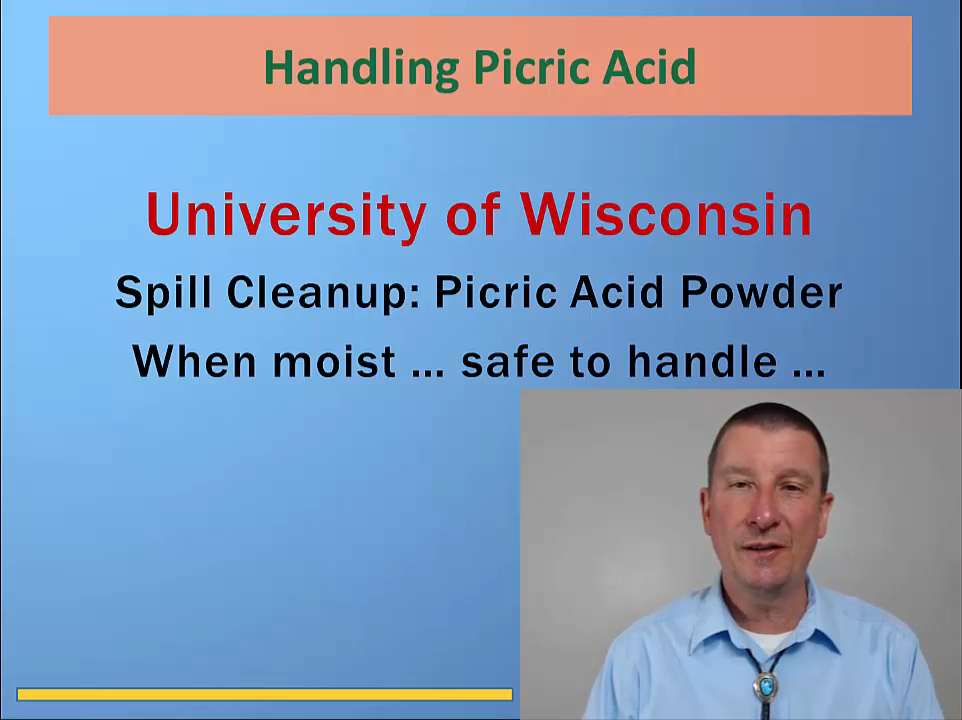 Handling Picric Acid
University of Wisconsin
Spill Cleanup: Picric Acid Powder
When moist ... safe to handle ...